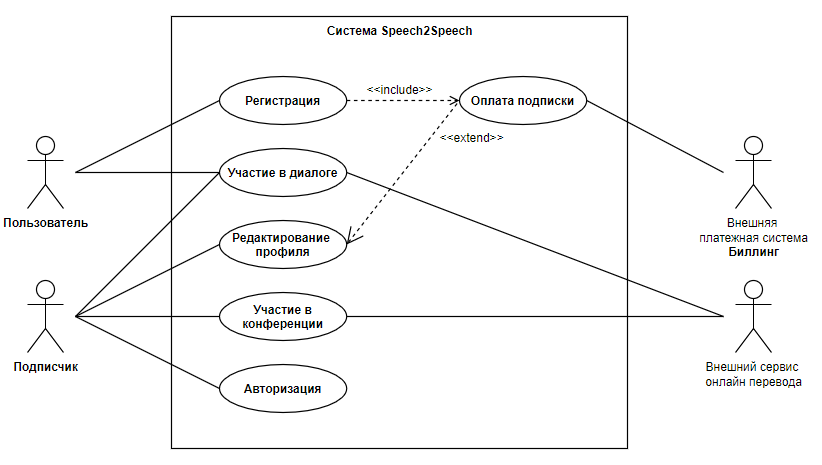 Система Speech2Speech
Регистрация
<<include>>
Оплата подписки
<<extend>>
Участие в диалоге
Пользователь
Редактирование
профиля
Внешняя
платежная система
Биллинг
Участие в
конференции
Подписчик
Авторизация
Внешний сервис
онлайн перевода